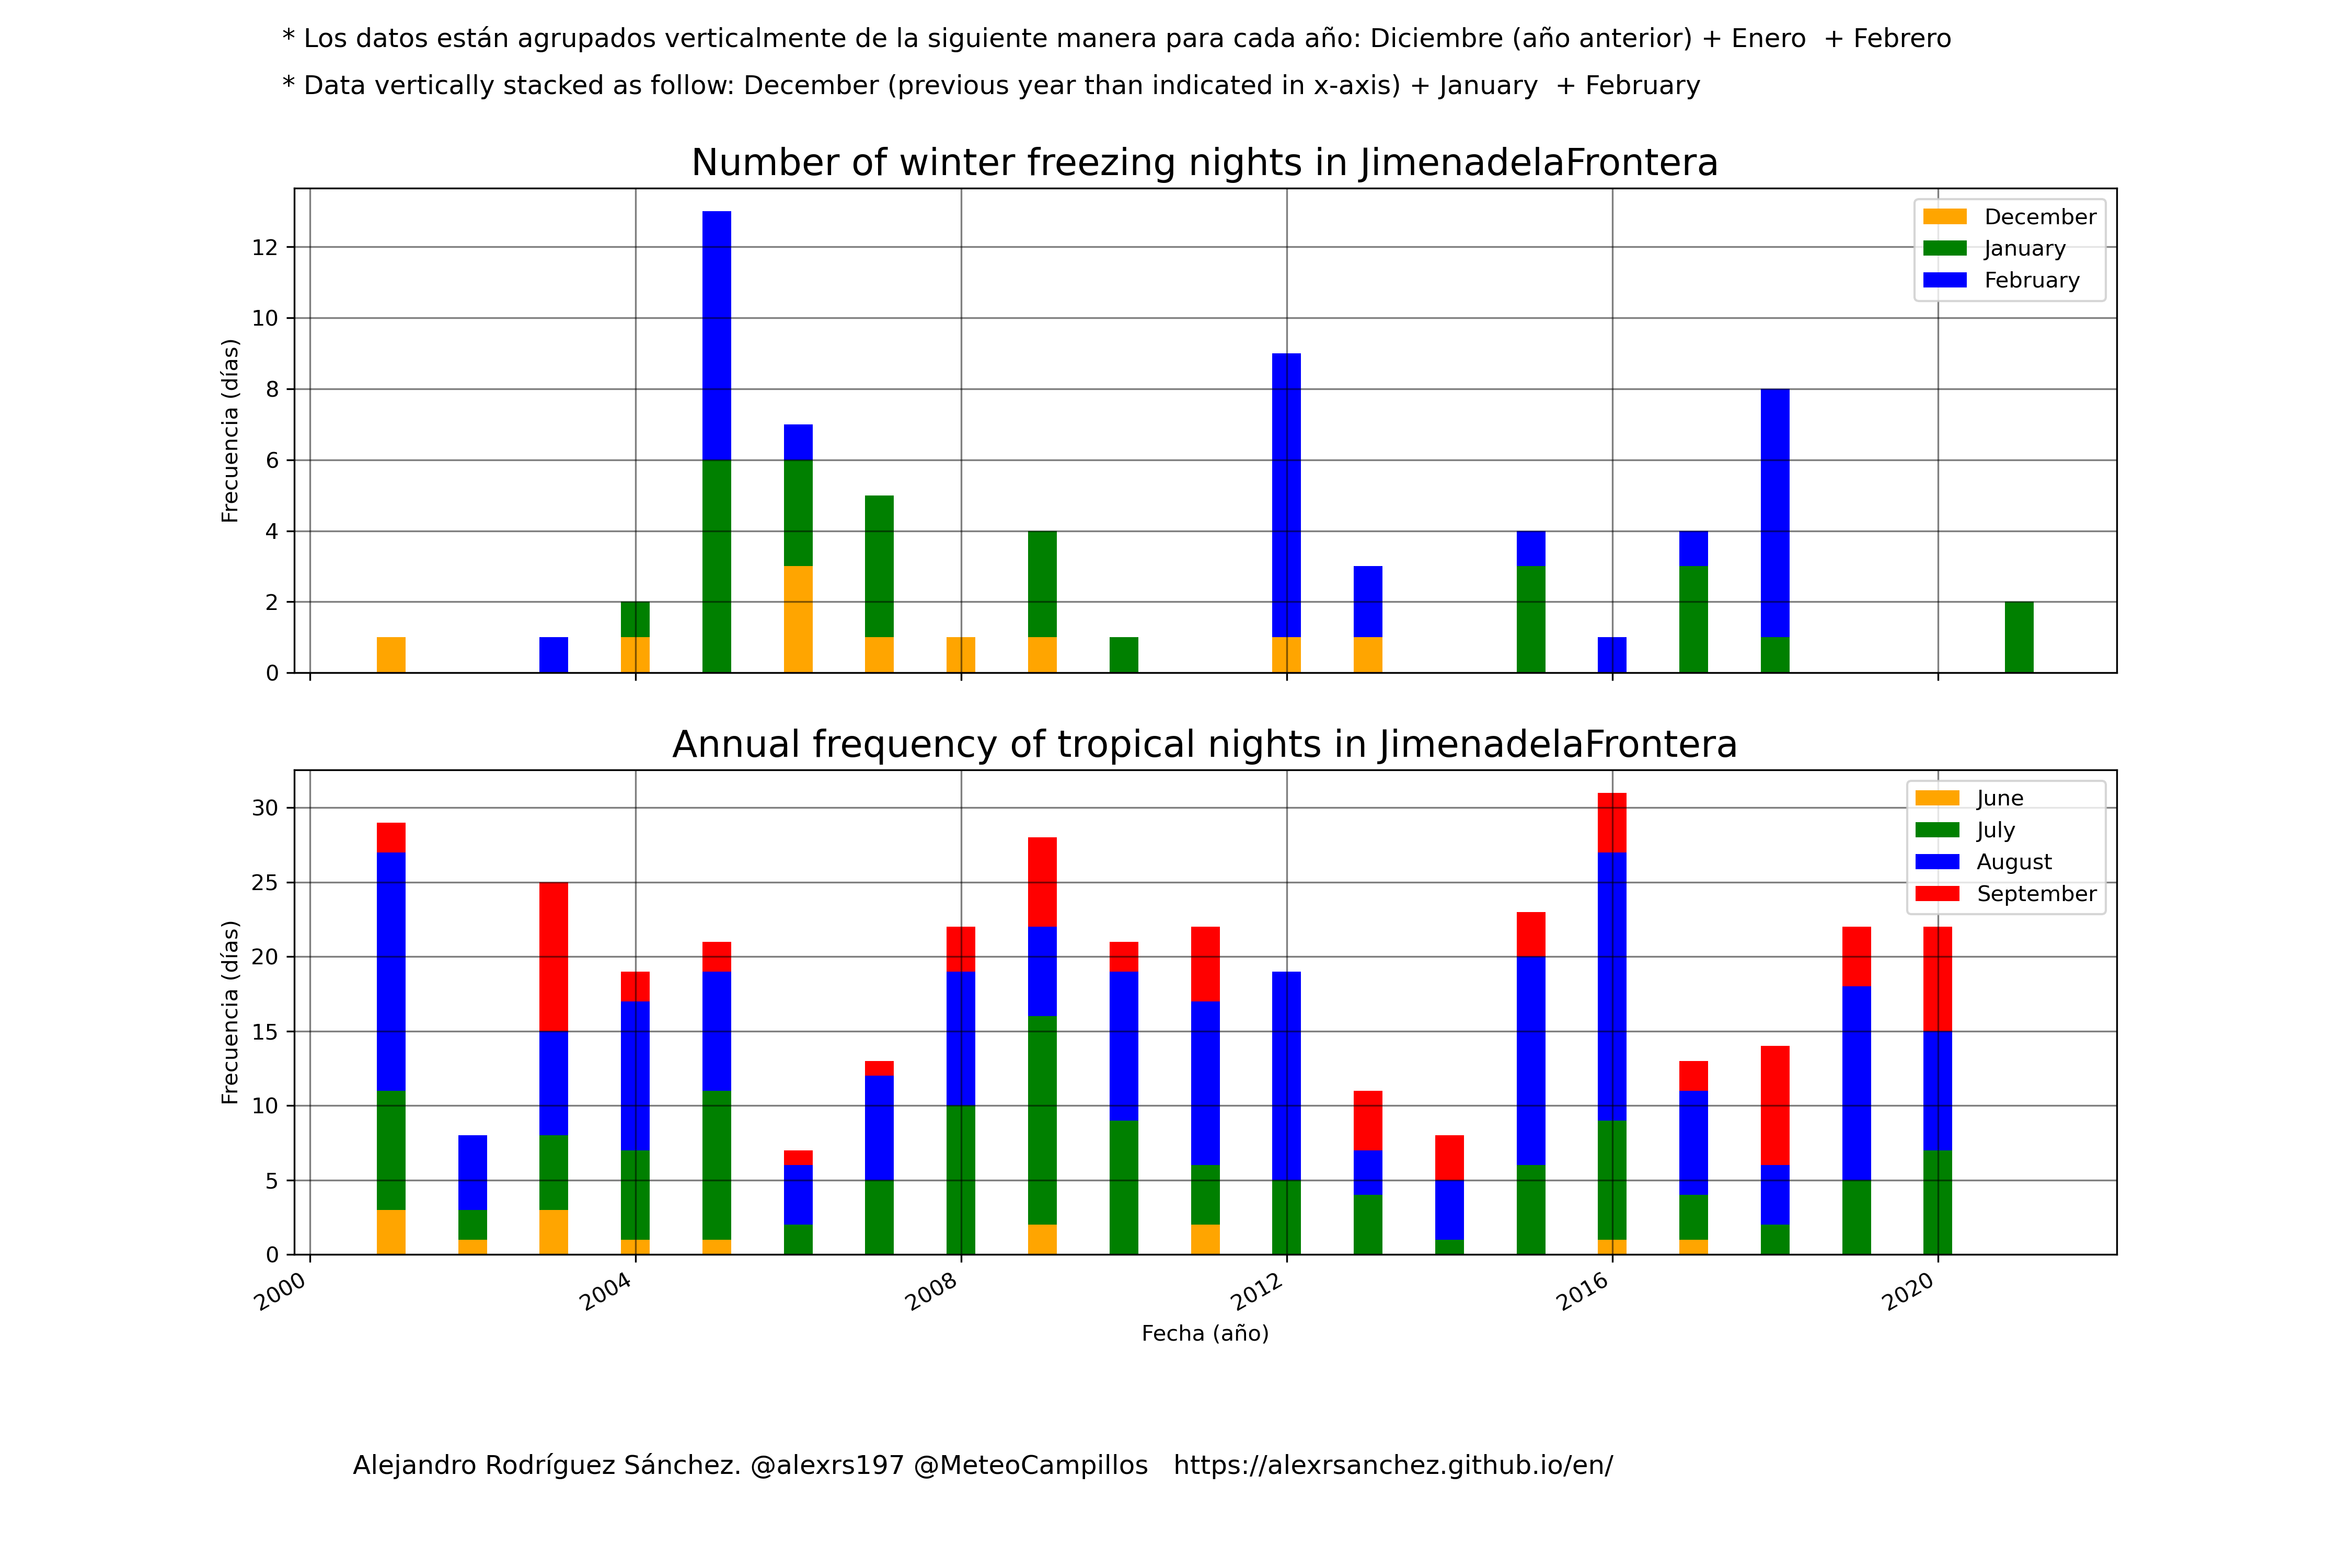 * Los datos están agrupados verticalmente de la siguiente manera para cada año: Diciembre (año anterior) + Enero  + Febrero
* Data vertically stacked as follow: December (previous year than indicated in x-axis) + January  + February
Number of winter freezing nights in JimenadelaFrontera
December
January
February
12
10
8
6
4
2
0
Frecuencia (días)
Annual frequency of tropical nights in JimenadelaFrontera
June
July
August
September
30
25
20
15
10
5
0
Frecuencia (días)
2000
2004
2008
2012
2016
2020
Fecha (año)
Alejandro Rodríguez Sánchez. @alexrs197 @MeteoCampillos   https://alexrsanchez.github.io/en/